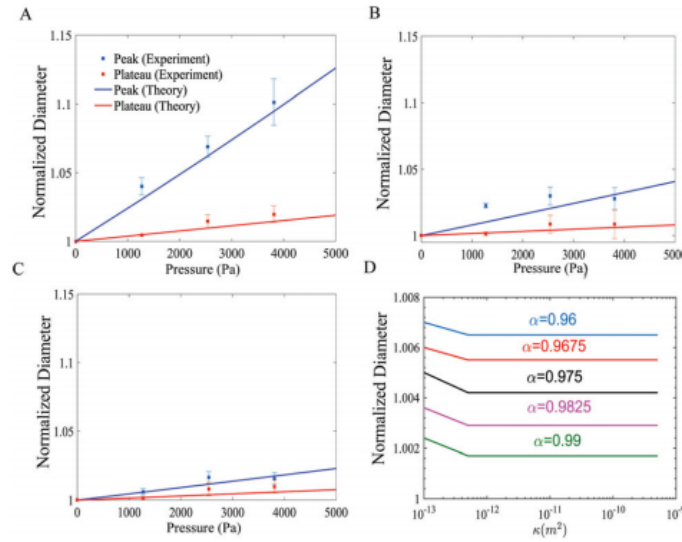 A
1.15
1.1
1.05
1
Normalized Diameter
Peak (Experiment)
Plateau (Experiment)
Peak (Theory)
Plateau (Theory)
0 1000 2000 3000 4000 5000
Pressure (Pa)
B
1.15
1.1
1.05
1
Normalized Diameter
0 1000 2000 3000 4000 5000
Pressure (Pa)
C
1.15
1.1
1.05
1
Normalized Diameter
0 1000 2000 3000 4000 5000
Pressure (Pa)
D
1.008
1.006
1.004
1.002
1
Normalized Diameter
α=0.96
α=0.9675
α=0.975
α=0.9825
α=0.99
10⁻¹³ 10⁻¹² 10⁻¹¹ 10⁻¹⁰
κ(m²)